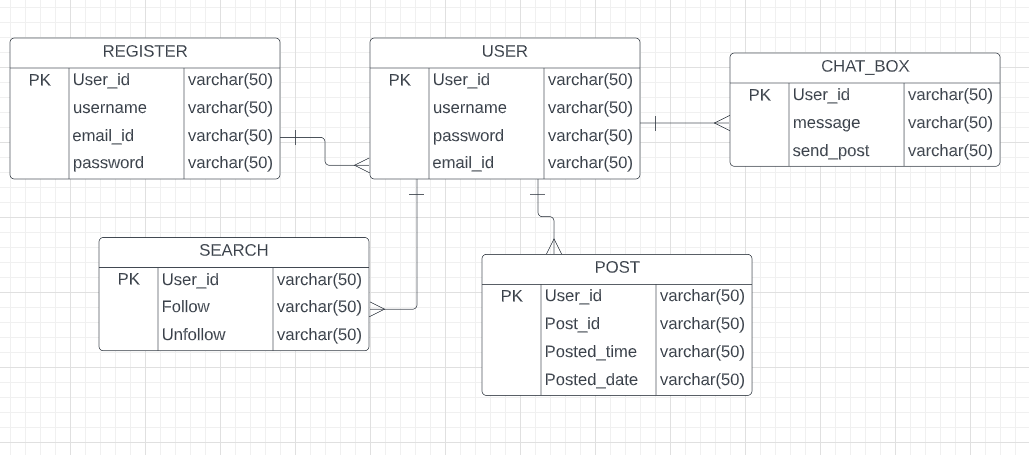 REGISTER
PK User_id varchar(50)
username varchar(50)
email_id varchar(50)
password varchar(50)
USER
PK User_id varchar(50)
username varchar(50)
password varchar(50)
email_id varchar(50)
CHAT_BOX
PK User_id varchar(50)
message varchar(50)
send_post varchar(50)
SEARCH
PK User_id varchar(50)
Follow varchar(50)
Unfollow varchar(50)
POST
PK User_id varchar(50)
Post_id varchar(50)
Posted_time varchar(50)
Posted_date varchar(50)